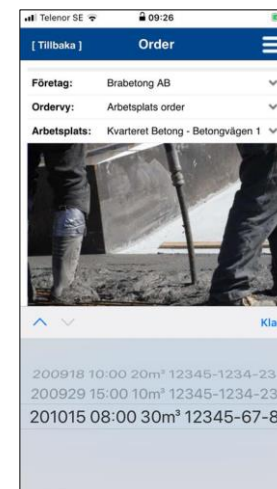 Telenor SE 09:26
[ Tillbaka ] Order
Företag: Brabetong AB
Ordervy: Arbetsplats order
Arbetsplats: Kvarteret Betong - Betongvägen 1
Kla
200918 10:00 20m³ 12345-1234-23
200929 15:00 10m³ 12345-1234-23
201015 08:00 30m³ 12345-67-8